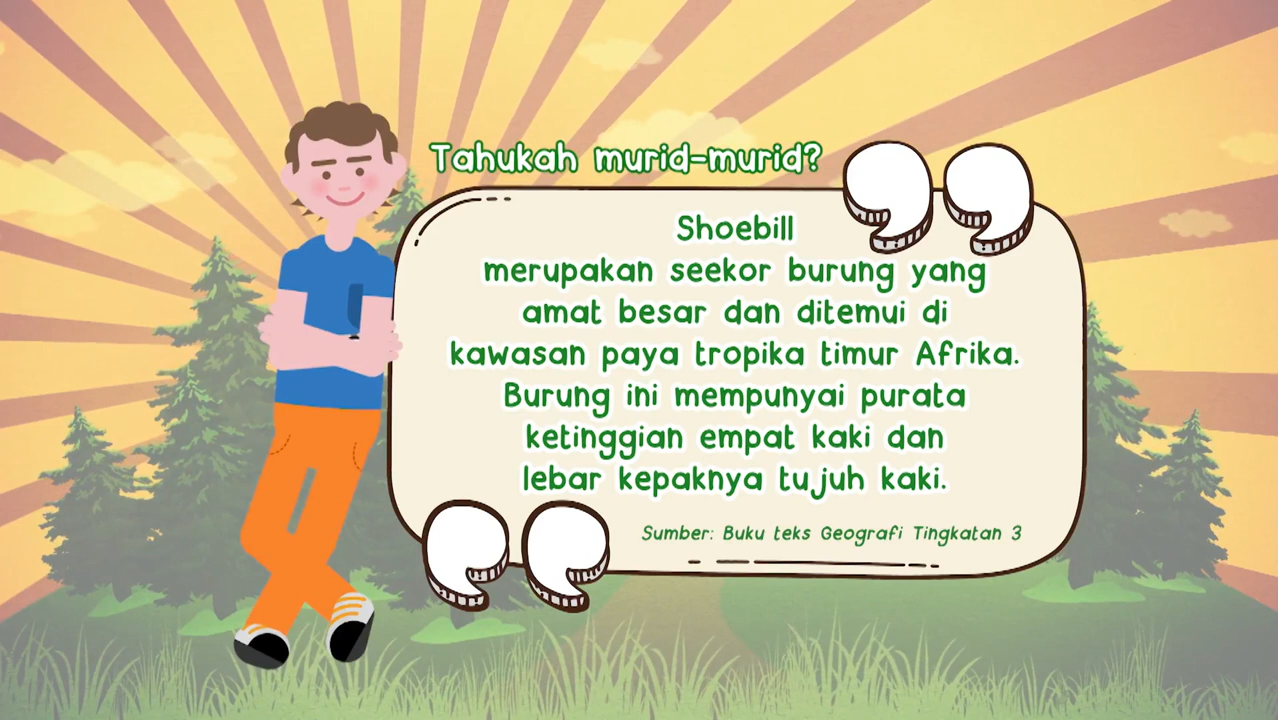 Tahukah murid-murid?
Shoebill
merupakan seekor burung yang
amat besar dan ditemui di
kawasan paya tropika timur Afrika.
Burung ini mempunyai purata
ketinggian empat kaki dan
lebar kepaknya tujuh kaki.
Sumber: Buku teks Geografi Tingkatan 3